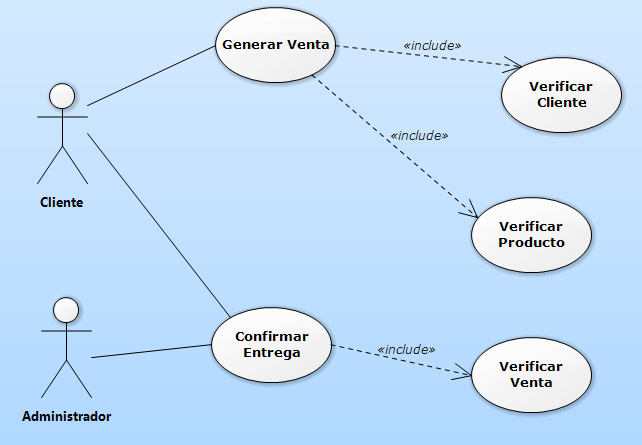 Generar Venta
«include»
Verificar
Cliente
«include»
Cliente
Verificar
Producto
Confirmar
Entrega
«include»
Verificar
Venta
Administrador